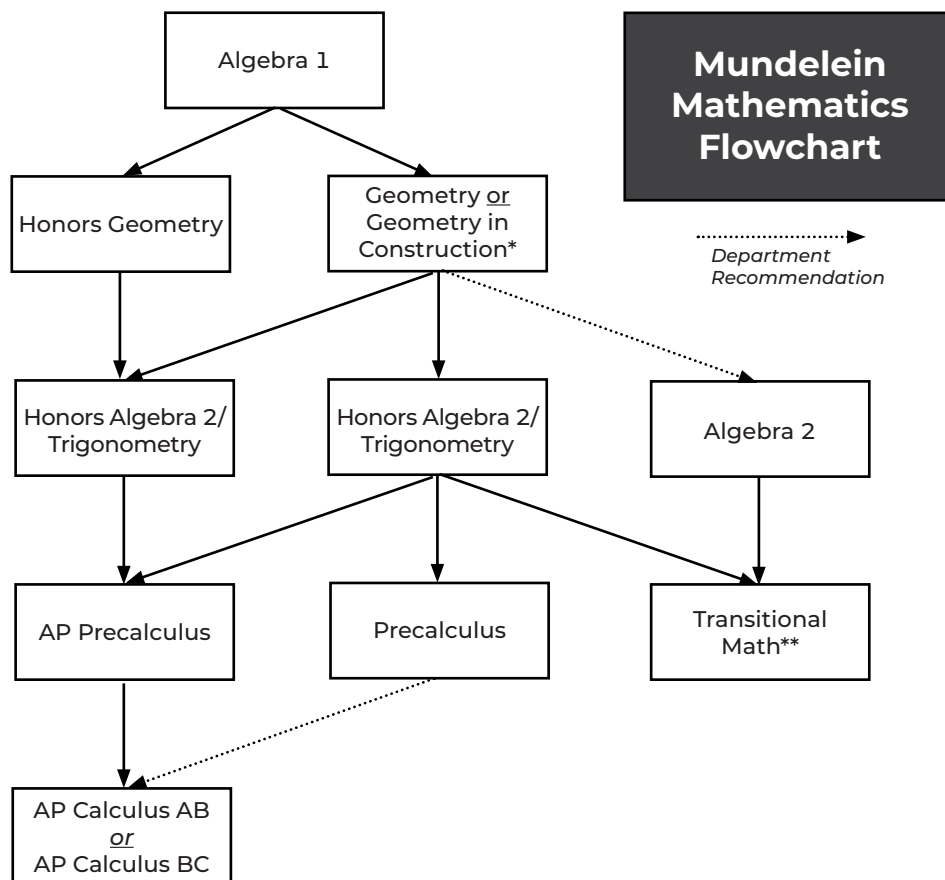 Algebra 1
Mundelein
Mathematics
Flowchart
Honors Geometry
Geometry or
Geometry in
Construction*
Department
Recommendation
Honors Algebra 2/
Trigonometry
Honors Algebra 2/
Trigonometry
Algebra 2
AP Precalculus
Precalculus
Transitional
Math**
AP Calculus AB
or
AP Calculus BC